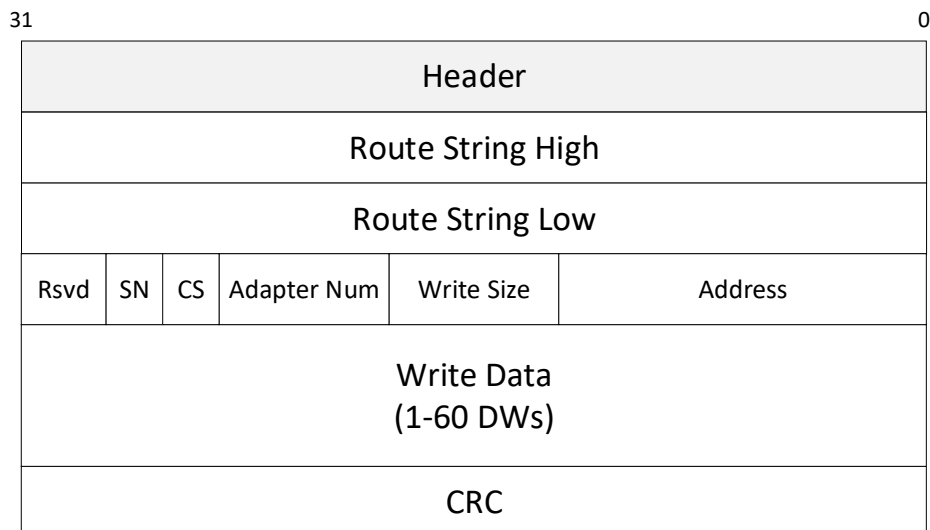 31 0
Header
Route String High
Route String Low
Rsvd SN CS Adapter Num Write Size Address
Write Data
(1-60 DWs)
CRC